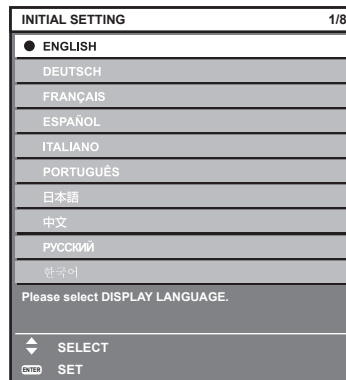 INITIAL SETTING 1/8
ENGLISH
DEUTSCH
FRANÇAIS
ESPAÑOL
ITALIANO
PORTUGUÊS
日本語
中文
РУССКИЙ
한국어
Please select DISPLAY LANGUAGE.
SELECT
ENTER SET